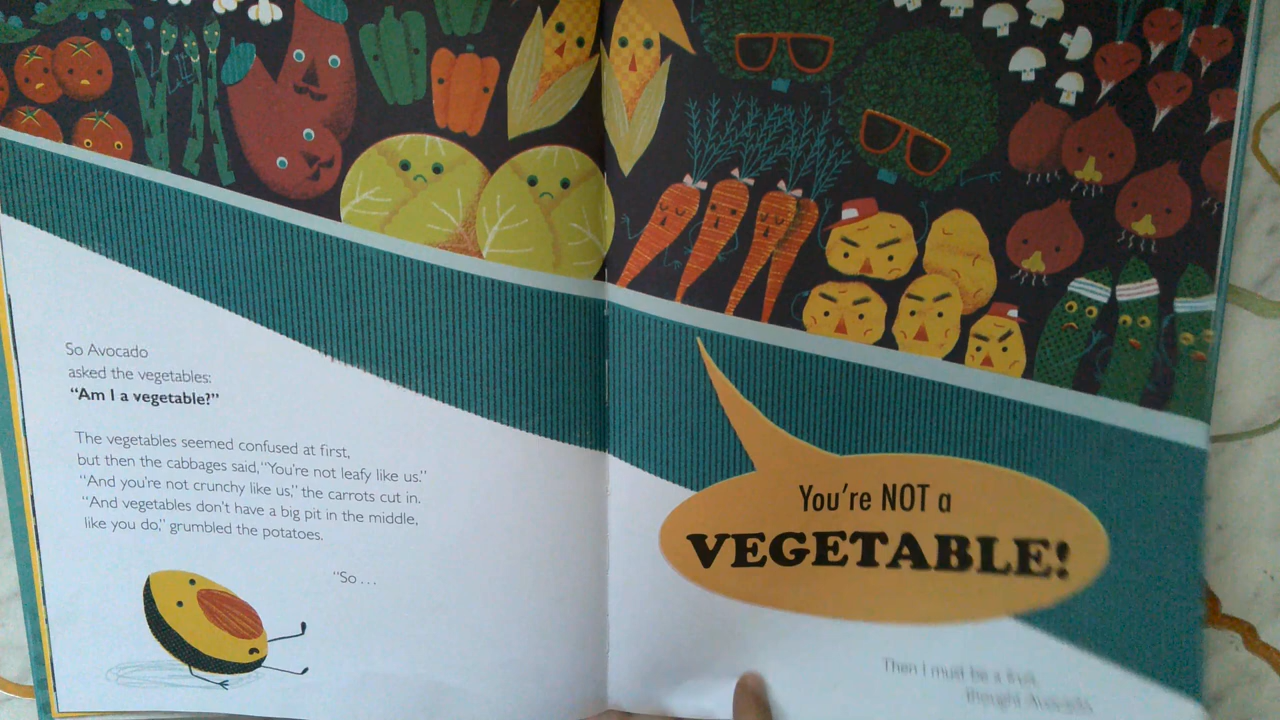 So Avocado
asked the vegetables:
“Am I a vegetable?”
The vegetables seemed confused at first,
but then the cabbages said, “You’re not leafy like us.”
“And you’re not crunchy like us,” the carrots cut in.
“And vegetables don’t have a big pit in the middle,
like you do,” grumbled the potatoes.
“So . . .
You’re NOT a
VEGETABLE!
Then I must be a fruit,
thought Avocado.